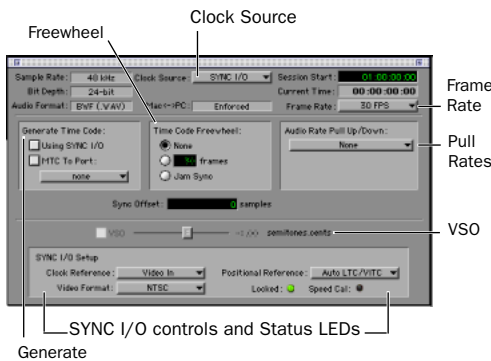 Clock Source
Freewheel
Sample Rate: 48 kHz Clock Source: SYNC I/O Session Start: 01:00:00:00
Bit Depth: 24-bit Current Time: 00:00:00:00
Audio Format: BWF (.WAV) Mac<->PC: Enforced Frame Rate: 30 FPS
Frame
Rate
Generate Time Code: Time Code Freewheel: Audio Rate Pull Up/Down:
Using SYNC I/O None None
MTC To Port: frames
none Jam Sync
Pull
Rates
Sync Offset: 0 samples
VSO semitones.cents
VSO
SYNC I/O Setup
Clock Reference: Video In Positional Reference: Auto LTC/VITC
Video Format: NTSC Locked: Speed Cal:
SYNC I/O controls and Status LEDs
Generate